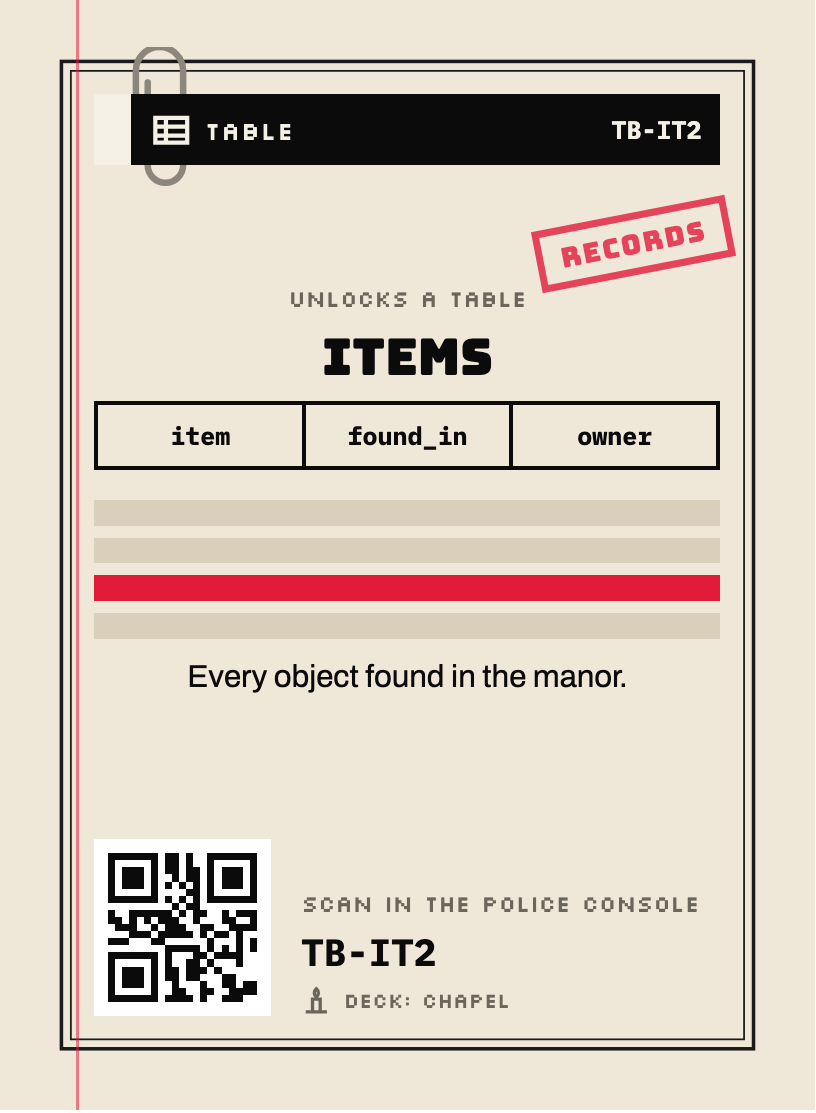 TABLE TB-IT2
RECORDS
UNLOCKS A TABLE
ITEMS
item found_in owner
Every object found in the manor.
SCAN IN THE POLICE CONSOLE
TB-IT2
DECK: CHAPEL